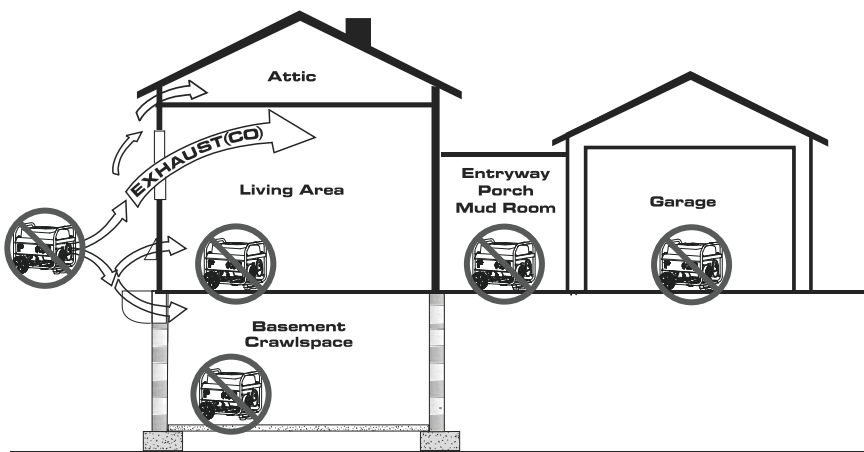 Attic
EXHAUST(CO)
Living Area
Entryway
Porch
Mud Room
Garage
Basement
Crawlspace